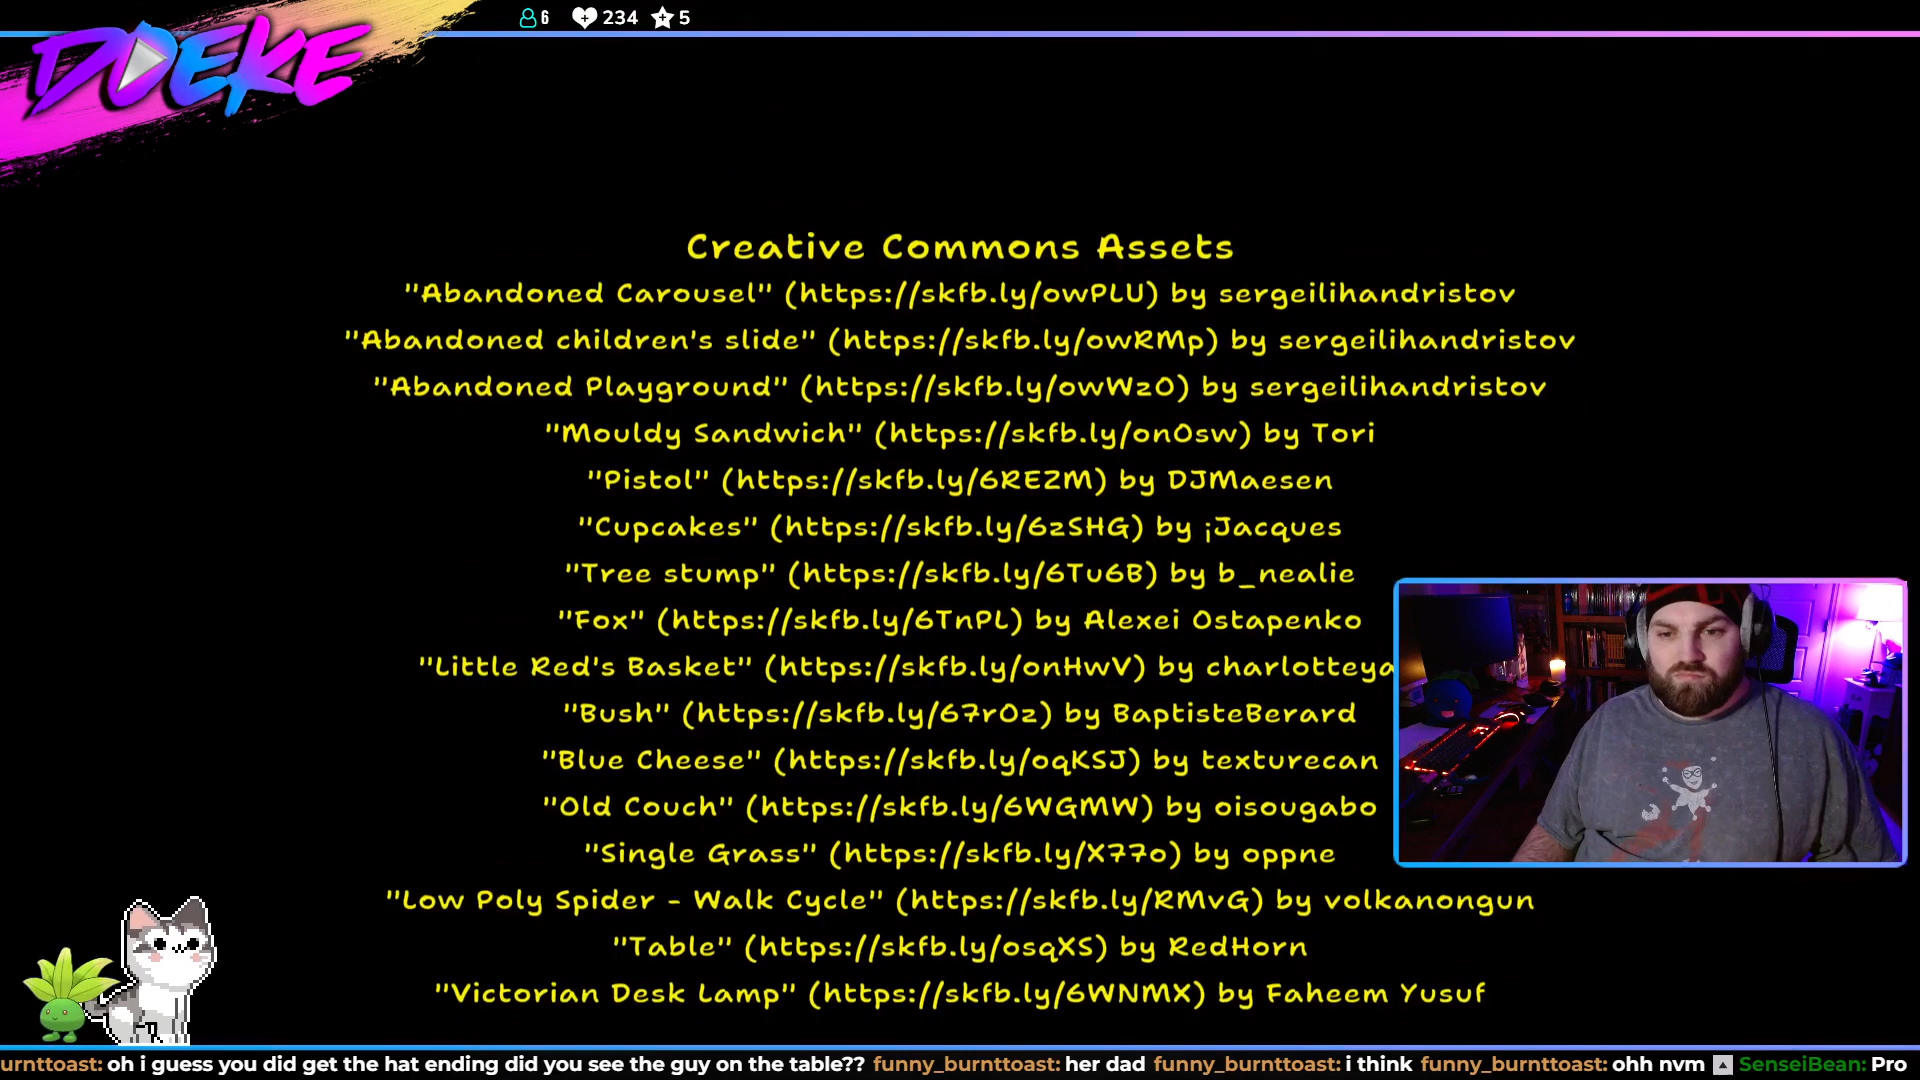 DOEKE
6 234 5
Creative Commons Assets
"Abandoned Carousel" (https://skfb.ly/owPLU) by sergeilihandristov
"Abandoned children's slide" (https://skfb.ly/owRMp) by sergeilihandristov
"Abandoned Playground" (https://skfb.ly/owWzO) by sergeilihandristov
"Mouldy Sandwich" (https://skfb.ly/onOsw) by Tori
"Pistol" (https://skfb.ly/6REZM) by DJMaesen
"Cupcakes" (https://skfb.ly/6zSHG) by ¡Jacques
"Tree stump" (https://skfb.ly/6Tu6B) by b_nealie
"Fox" (https://skfb.ly/6TnPL) by Alexei Ostapenko
"Little Red's Basket" (https://skfb.ly/onHwV) by charlotteya
"Bush" (https://skfb.ly/67rOz) by BaptisteBerard
"Blue Cheese" (https://skfb.ly/oqKSJ) by texturecan
"Old Couch" (https://skfb.ly/6WGMW) by oisougabo
"Single Grass" (https://skfb.ly/X77o) by oppne
"Low Poly Spider - Walk Cycle" (https://skfb.ly/RMvG) by volkanongun
"Table" (https://skfb.ly/osqXS) by RedHorn
"Victorian Desk Lamp" (https://skfb.ly/6WNMX) by Faheem Yusuf
urnttoast: oh i guess you did get the hat ending did you see the guy on the table?? funny_burnttoast: her dad funny_burnttoast: i think funny_burnttoast: ohh nvm SenseiBean: Pro